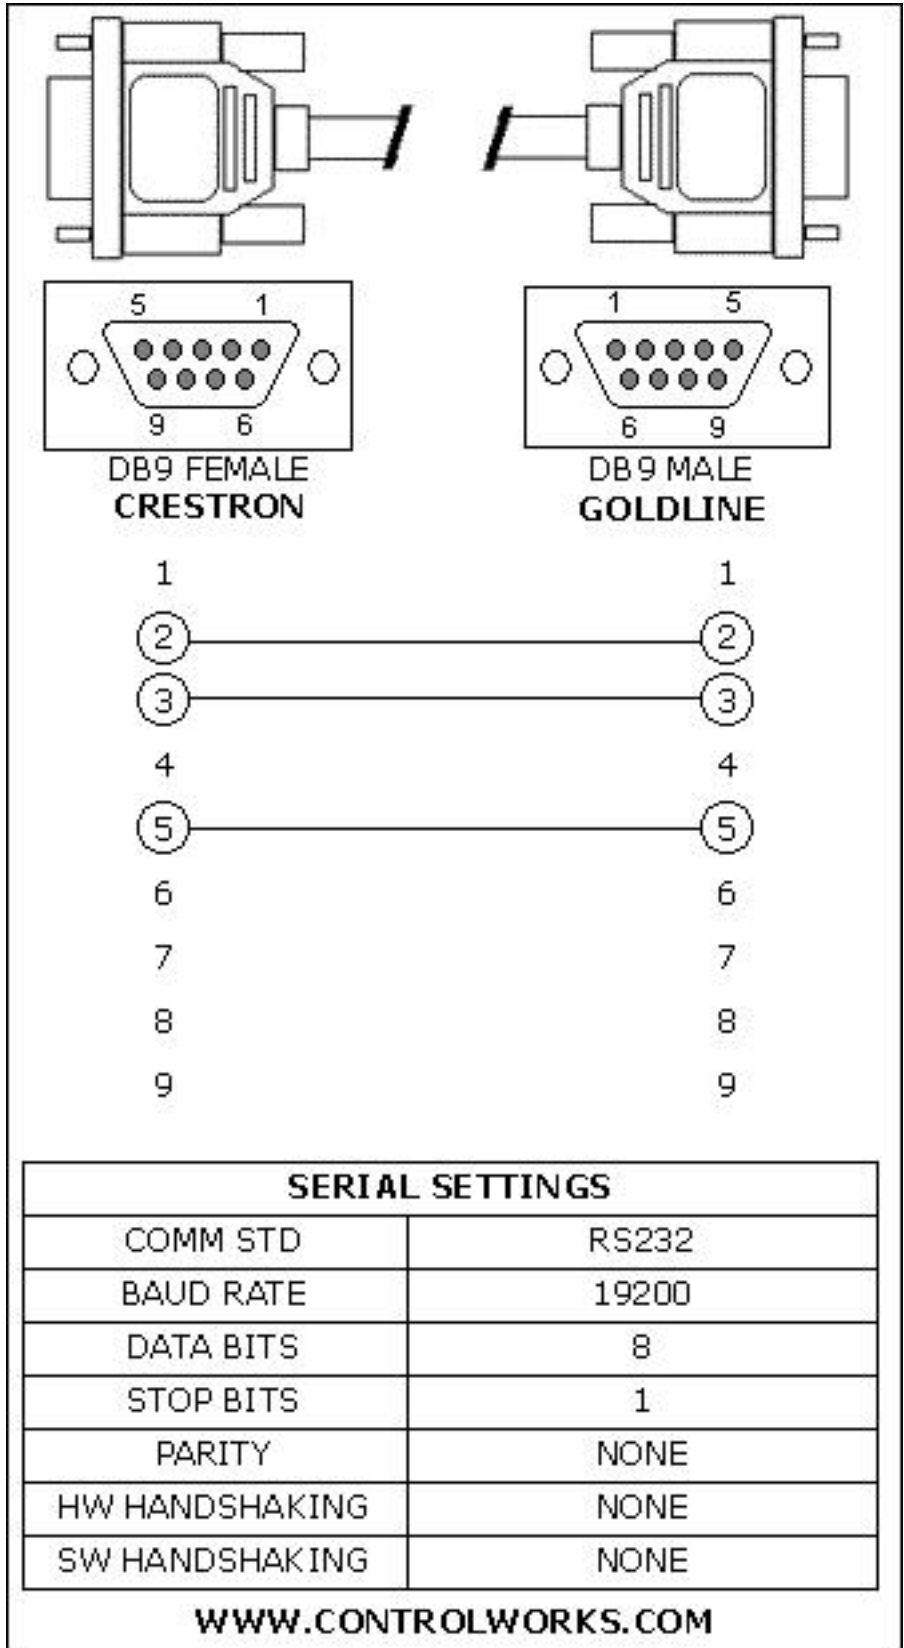 5 1
1 5
9 6
6 9
DB9 FEMALE
DB9 MALE
CRESTRON
GOLDLINE
1 1
2 2
3 3
4 4
5 5
6 6
7 7
8 8
9 9
SERIAL SETTINGS
COMM STD RS232
BAUD RATE 19200
DATA BITS 8
STOP BITS 1
PARITY NONE
HW HANDSHAKING NONE
SW HANDSHAKING NONE
WWW.CONTROLWORKS.COM